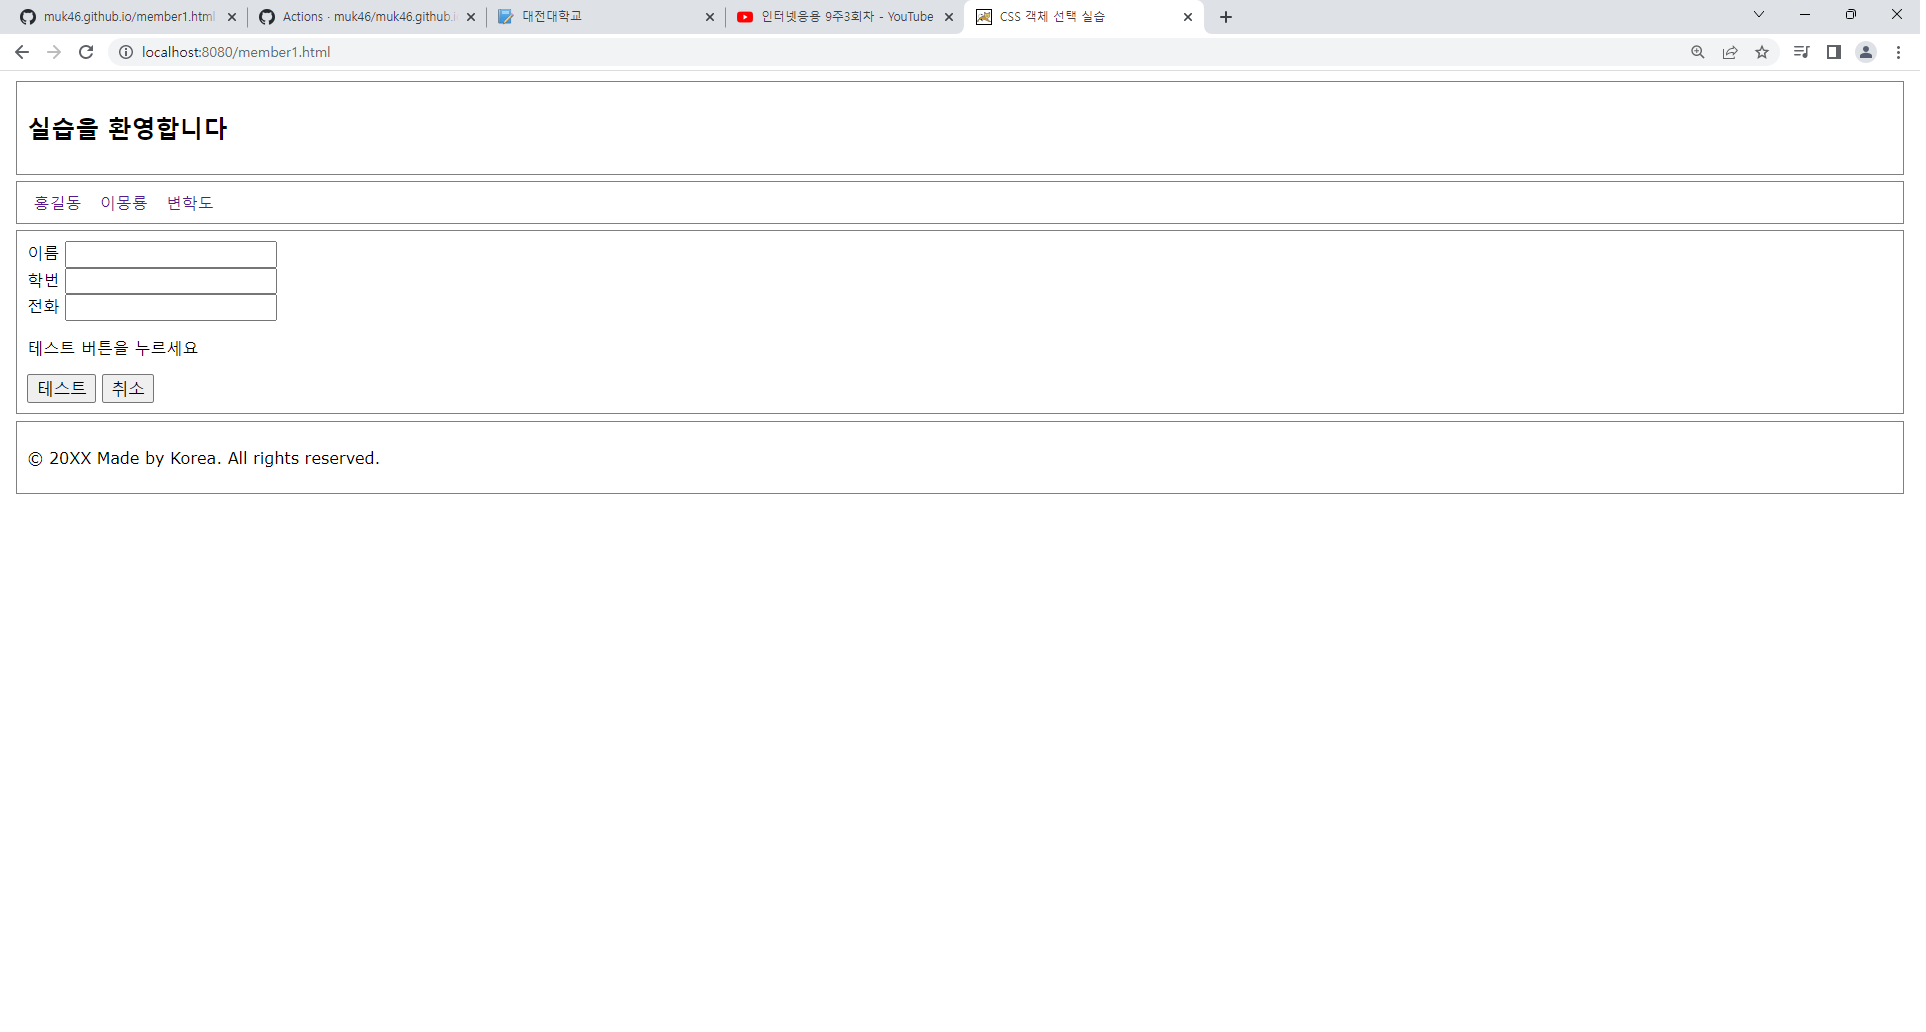 muk46.github.io/member1.html
Actions · muk46/muk46.github.i
대전대학교
인터넷응용 9주3회차 - YouTube
CSS 객체 선택 실습
localhost:8080/member1.html
실습을 환영합니다
홍길동 이몽룡 변학도
이름
학번
전화
테스트 버튼을 누르세요
테스트 취소
© 20XX Made by Korea. All rights reserved.